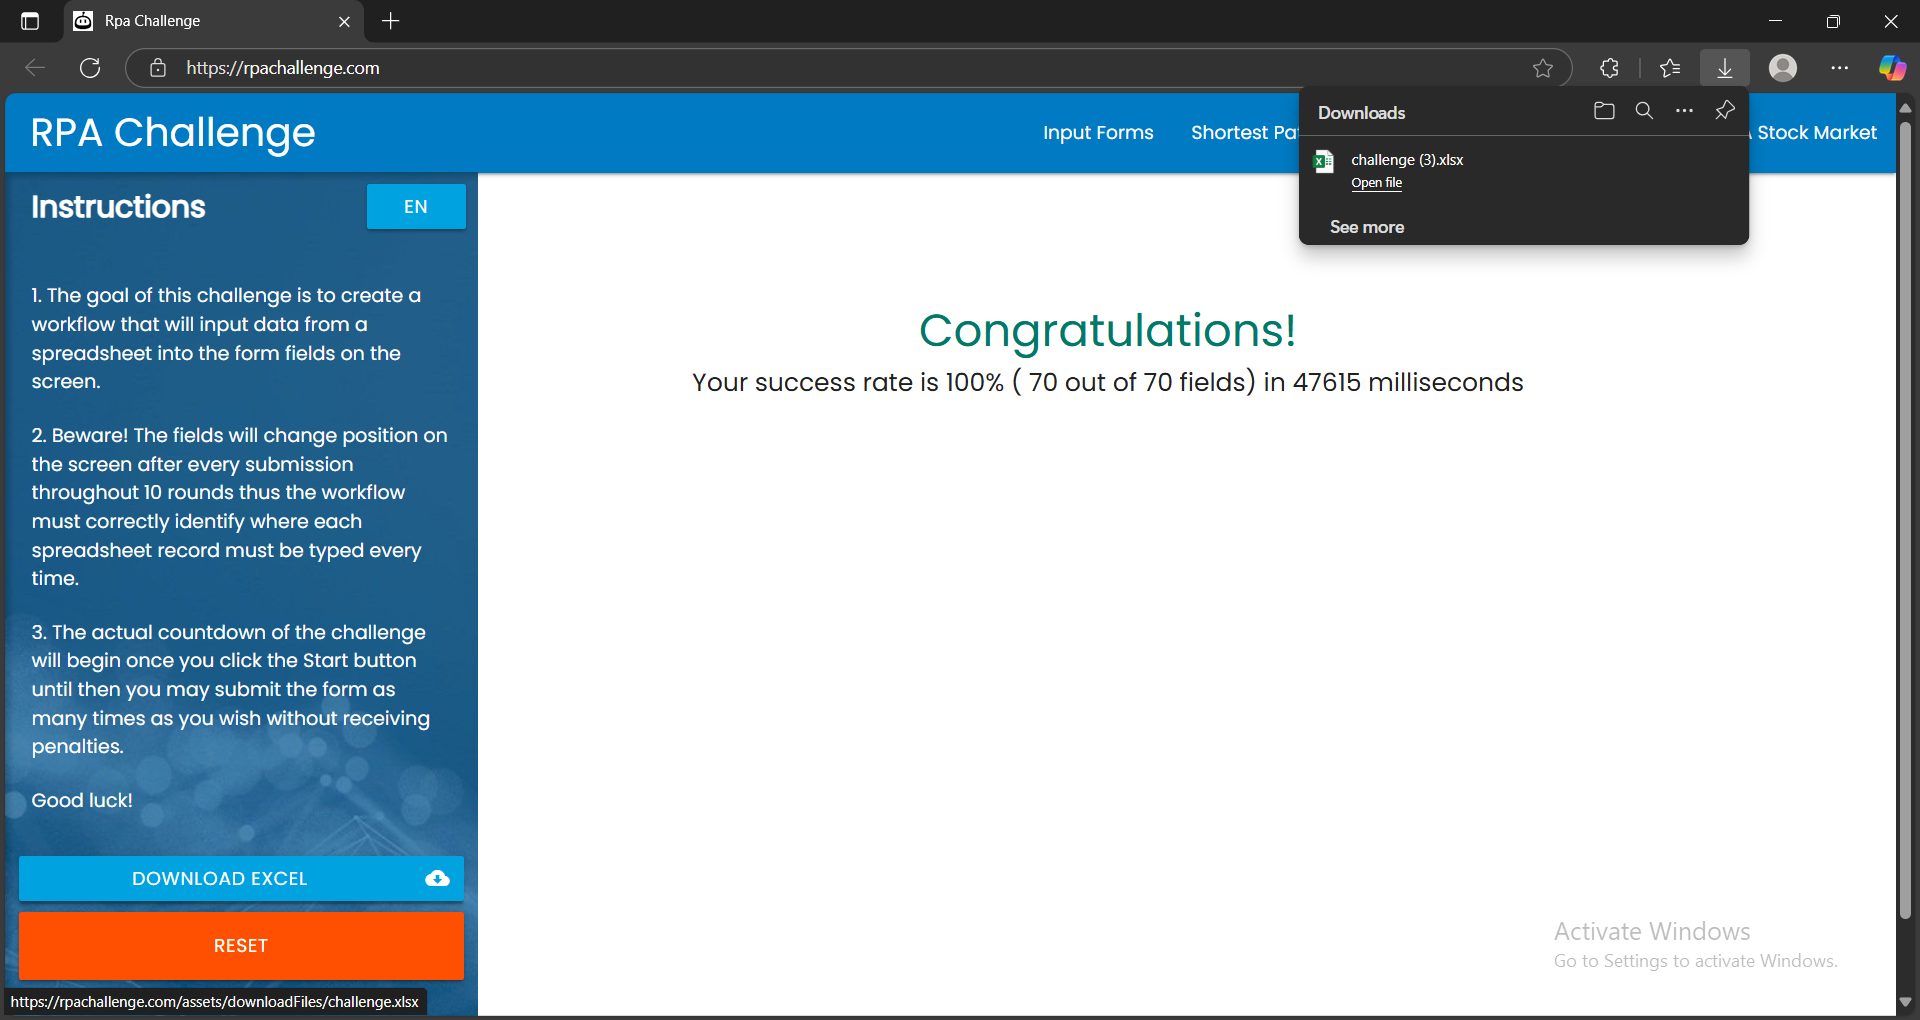 Rpa Challenge
https://rpachallenge.com
RPA Challenge
Input Forms
Shortest Pa
Stock Market
Downloads
challenge (3).xlsx
Open file
See more
Instructions
EN
1. The goal of this challenge is to create a
workflow that will input data from a
spreadsheet into the form fields on the
screen.
2. Beware! The fields will change position on
the screen after every submission
throughout 10 rounds thus the workflow
must correctly identify where each
spreadsheet record must be typed every
time.
3. The actual countdown of the challenge
will begin once you click the Start button
until then you may submit the form as
many times as you wish without receiving
penalties.
Good luck!
DOWNLOAD EXCEL
RESET
https://rpachallenge.com/assets/downloadFiles/challenge.xlsx
Congratulations!
Your success rate is 100% ( 70 out of 70 fields) in 47615 milliseconds
Activate Windows
Go to Settings to activate Windows.